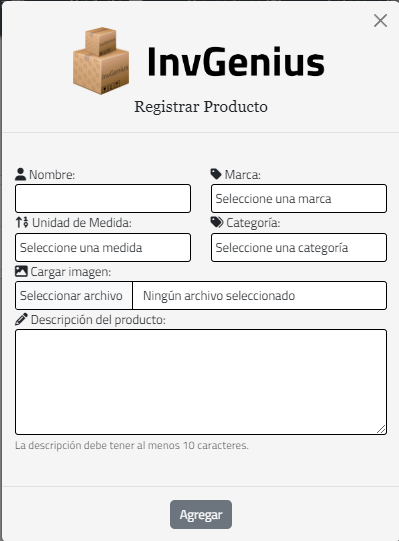 InvGenius
InvGenius
Registrar Producto
Nombre:
Marca:
Seleccione una marca
Unidad de Medida:
Categoría:
Seleccione una medida
Seleccione una categoría
Cargar imagen:
Seleccionar archivo Ningún archivo seleccionado
Descripción del producto:
La descripción debe tener al menos 10 caracteres.
Agregar